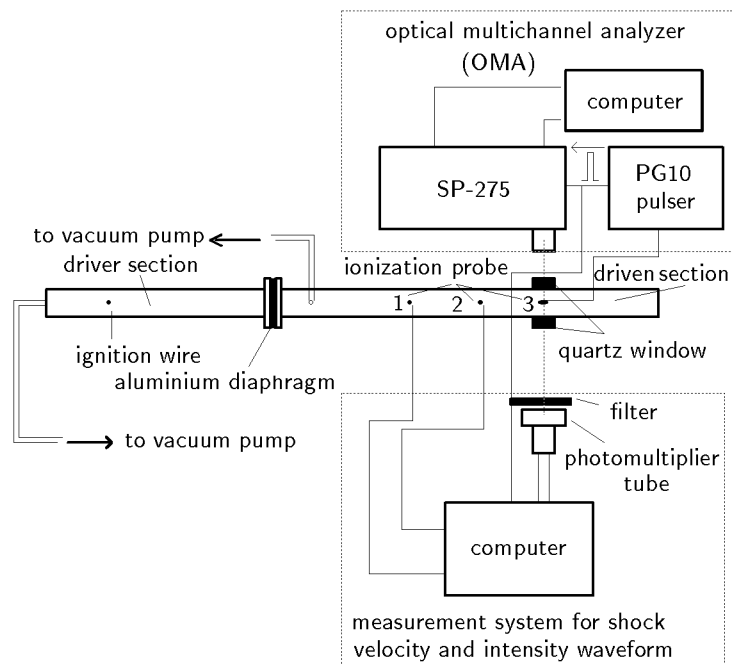 optical multichannel analyzer
(OMA)
computer
SP-275
PG10
pulser
to vacuum pump
driver section
ionization probe
driven section
1
2
3
ignition wire
aluminium diaphragm
quartz window
to vacuum pump
filter
photomultiplier
tube
computer
measurement system for shock
velocity and intensity waveform